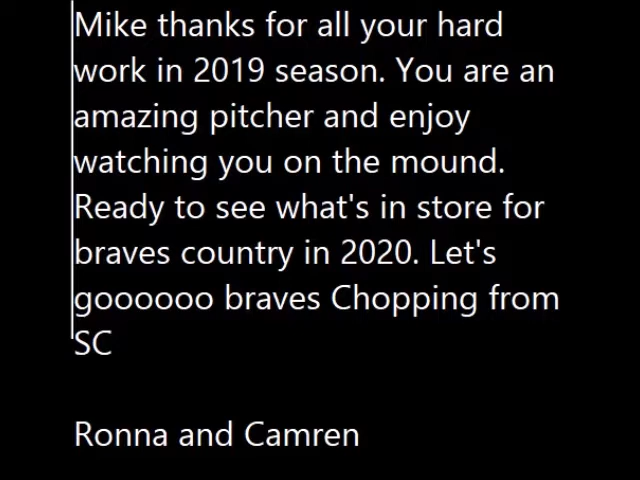 Mike thanks for all your hard
work in 2019 season. You are an
amazing pitcher and enjoy
watching you on the mound.
Ready to see what's in store for
braves country in 2020. Let's
goooooo braves Chopping from
SC
Ronna and Camren